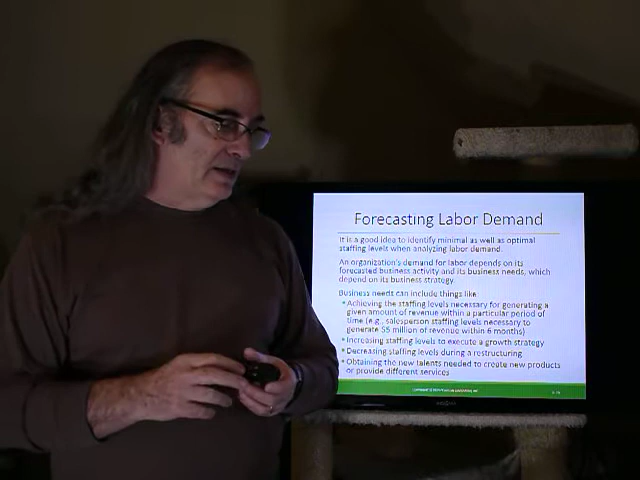 Forecasting Labor Demand
It is a good idea to identify minimal as well as optimal
staffing levels when analyzing labor demand.
An organization's demand for labor depends on its
forecasted business activity and its business needs, which
depend on its business strategy.
Business needs can include things like
• Achieving the staffing levels necessary for generating a
given amount of revenue within a particular period of
time (e.g., salesperson staffing levels necessary to
generate $5 million of revenue within 6 months)
• Increasing staffing levels to execute a growth strategy
• Decreasing staffing levels during a restructuring
• Obtaining the new talents needed to create new products
or provide different services